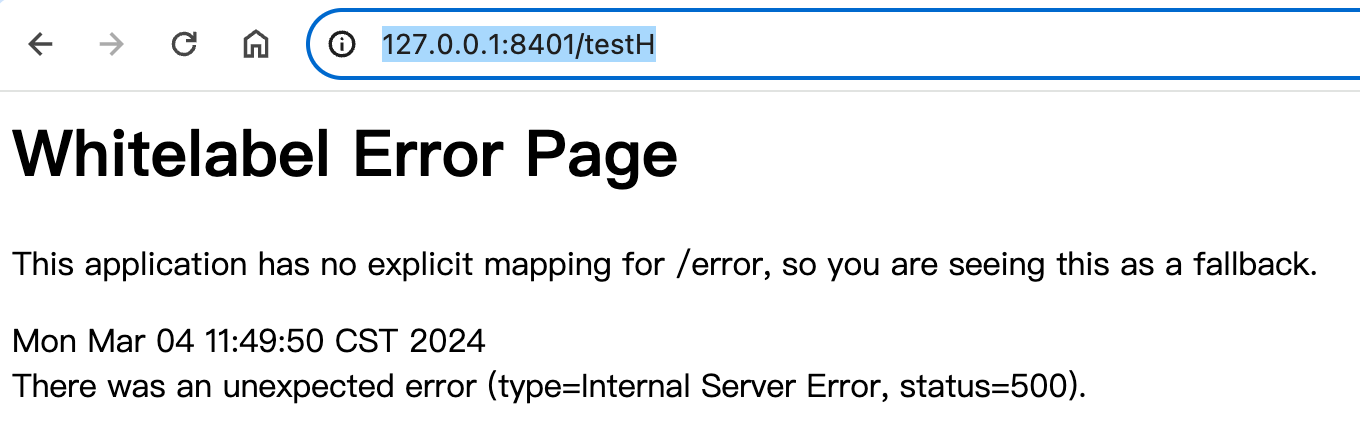 127.0.0.1:8401/testH
Whitelabel Error Page
This application has no explicit mapping for /error, so you are seeing this as a fallback.
Mon Mar 04 11:49:50 CST 2024
There was an unexpected error (type=Internal Server Error, status=500).